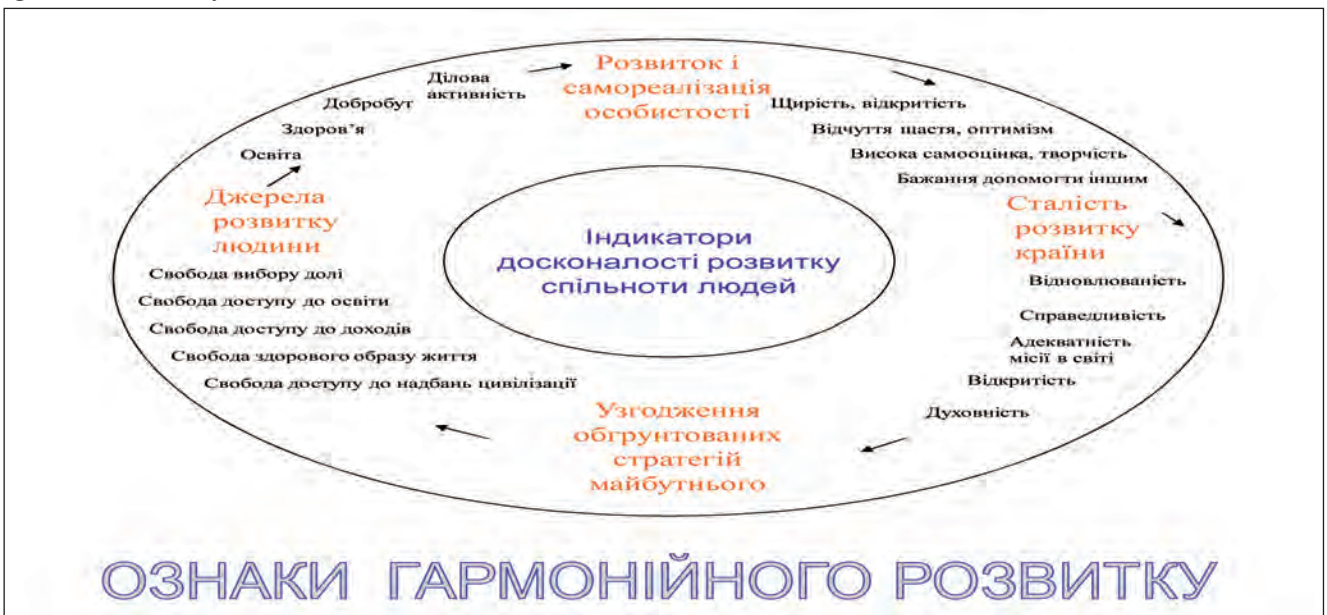 Розвиток і
самореалізація
особистості
Ділова
активність
Добробут
Здоров’я
Освіта
Щирість, відкритість
Відчуття щастя, оптимізм
Висока самооцінка, творчість
Бажання допомогти іншим
Джерела
розвитку
людини
Свобода вибору долі
Свобода доступу до освіти
Свобода доступу до доходів
Свобода здорового образу життя
Свобода доступу до надбань цивілізації
Індикатори
досконалості розвитку
спільноти людей
Сталість
розвитку
країни
Відновлюваність
Справедливість
Адекватність
місії в світі
Відкритість
Духовність
Узгодження
обгрунтованих
стратегій
майбутнього
ОЗНАКИ ГАРМОНІЙНОГО РОЗВИТКУ